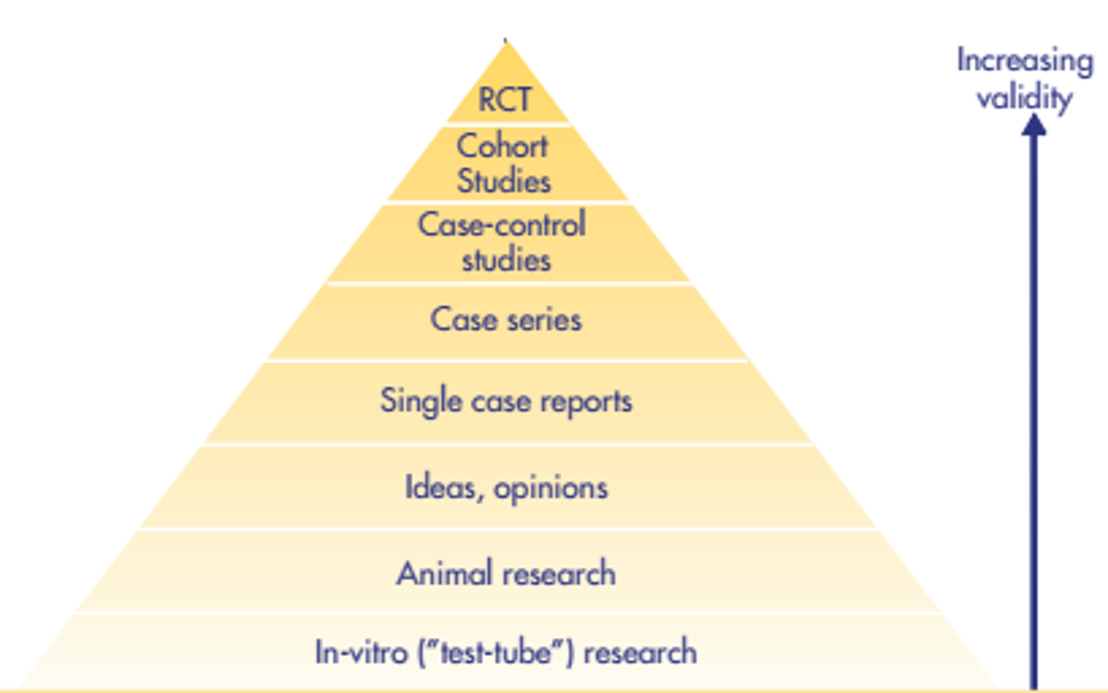 Increasing
validity
RCT
Cohort
Studies
Case-control
studies
Case series
Single case reports
Ideas, opinions
Animal research
In-vitro ("test-tube") research